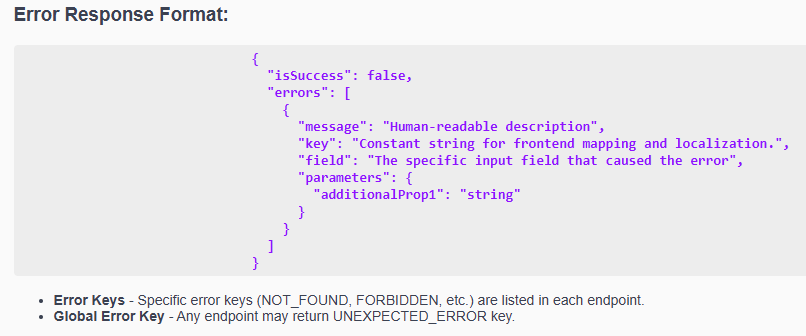 Error Response Format:
{
"isSuccess": false,
"errors": [
{
"message": "Human-readable description",
"key": "Constant string for frontend mapping and localization.",
"field": "The specific input field that caused the error",
"parameters": {
"additionalProp1": "string"
}
}
]
}
• Error Keys - Specific error keys (NOT_FOUND, FORBIDDEN, etc.) are listed in each endpoint.
• Global Error Key - Any endpoint may return UNEXPECTED_ERROR key.